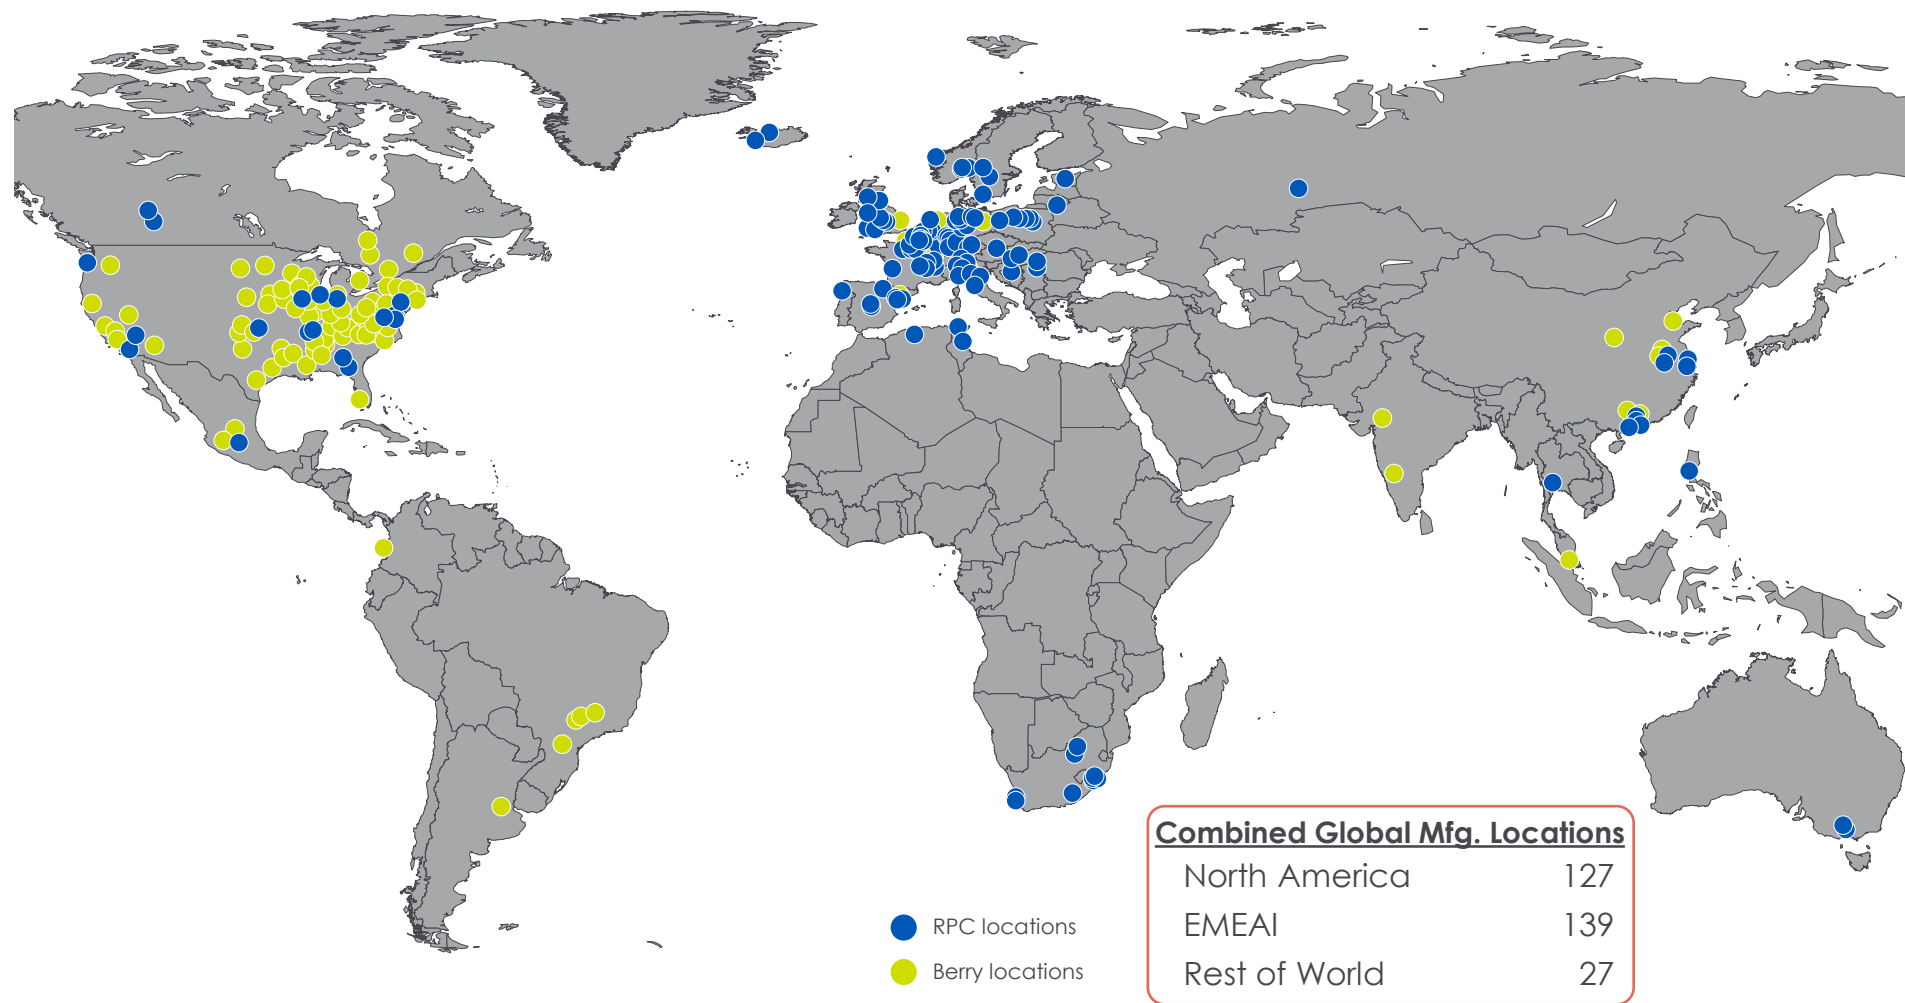 RPC locations
Berry locations
Combined Global Mfg. Locations
North America 127
EMEAI 139
Rest of World 27